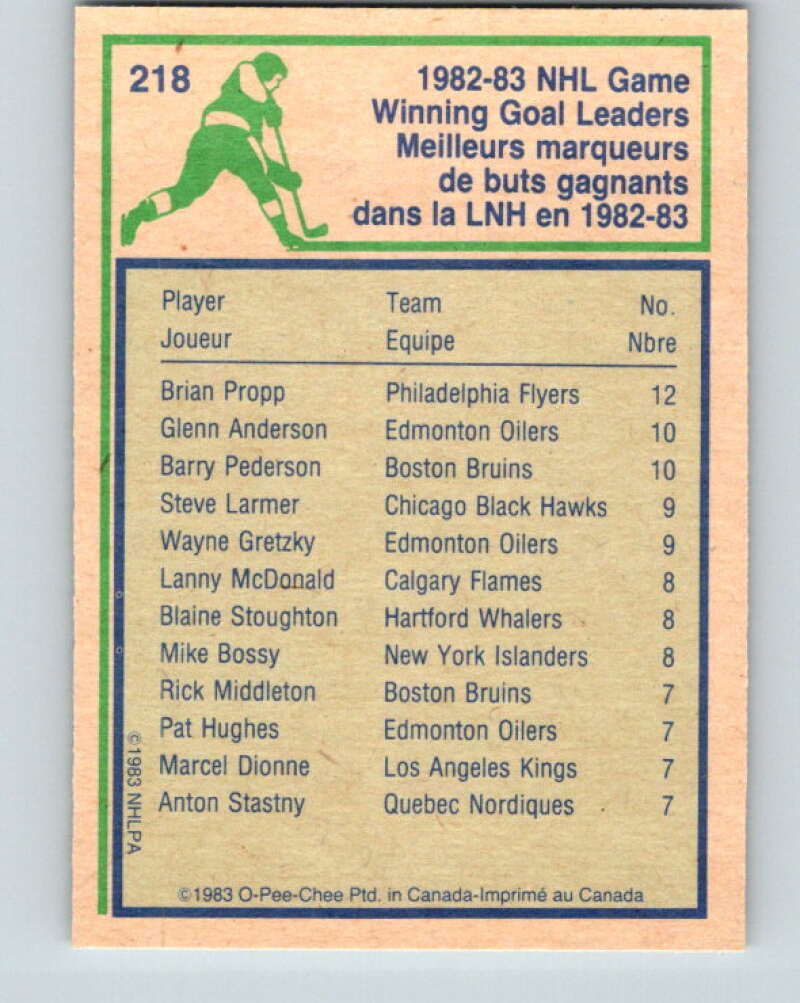 218
1982-83 NHL Game
Winning Goal Leaders
Meilleurs marqueurs
de buts gagnants
dans la LNH en 1982-83
Player Team No.
Joueur Equipe Nbre
Brian Propp Philadelphia Flyers 12
Glenn Anderson Edmonton Oilers 10
Barry Pederson Boston Bruins 10
Steve Larmer Chicago Black Hawks 9
Wayne Gretzky Edmonton Oilers 9
Lanny McDonald Calgary Flames 8
Blaine Stoughton Hartford Whalers 8
Mike Bossy New York Islanders 8
Rick Middleton Boston Bruins 7
Pat Hughes Edmonton Oilers 7
Marcel Dionne Los Angeles Kings 7
Anton Stastny Quebec Nordiques 7
©1983 NHLPA
©1983 O-Pee-Chee Ptd. in Canada-Imprimé au Canada